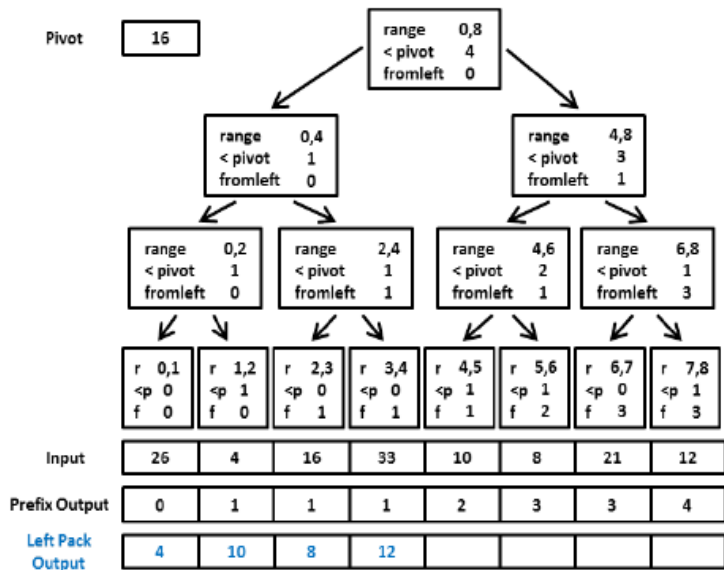 Pivot 16
range 0,8
< pivot 4
fromleft 0
range 0,4
< pivot 1
fromleft 0
range 4,8
< pivot 3
fromleft 1
range 0,2
< pivot 1
fromleft 0
range 2,4
< pivot 1
fromleft 1
range 4,6
< pivot 2
fromleft 1
range 6,8
< pivot 1
fromleft 3
r 0,1
<p 0
f 0
r 1,2
<p 1
f 0
r 2,3
<p 0
f 1
r 3,4
<p 0
f 1
r 4,5
<p 1
f 1
r 5,6
<p 1
f 2
r 6,7
<p 0
f 3
r 7,8
<p 1
f 3
Input 26 4 16 33 10 8 21 12
Prefix Output 0 1 1 1 2 3 3 4
Left Pack
Output 4 10 8 12